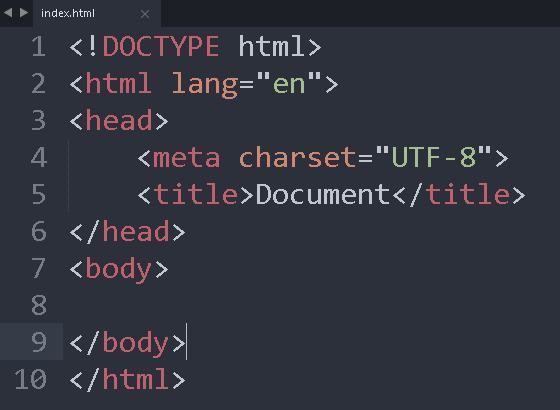 index.html
1 <!DOCTYPE html>
2 <html lang="en">
3 <head>
4     <meta charset="UTF-8">
5     <title>Document</title>
6 </head>
7 <body>
8
9 </body>
10 </html>